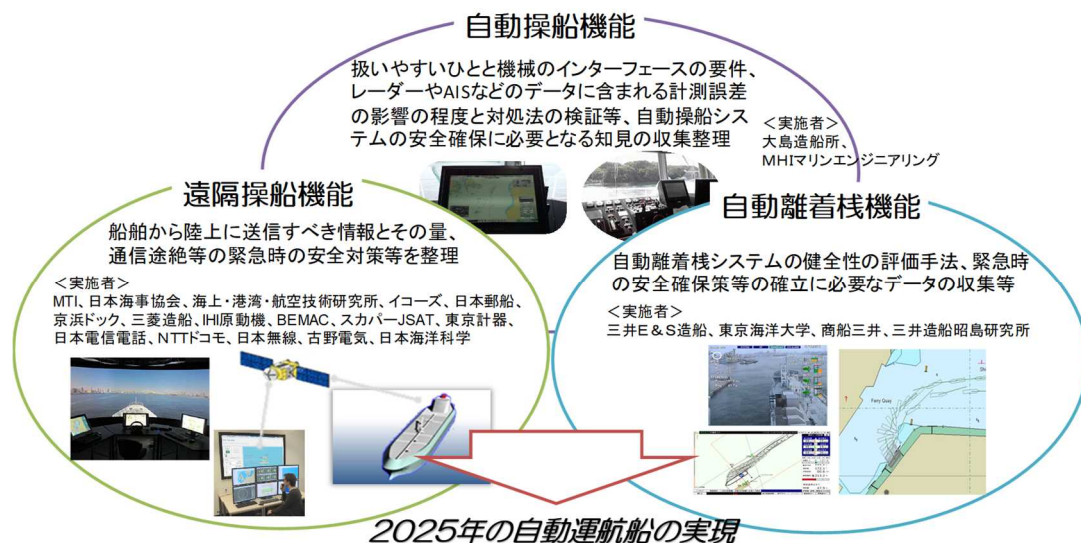 自動操船機能
扱いやすいひとと機械のインターフェースの要件、
レーダーやAISなどのデータに含まれる計測誤差
の影響の程度と対処法の検証等、自動操船シス
テムの安全確保に必要となる知見の収集整理
＜実施者＞
大島造船所、
MHIマリンエンジニアリング
遠隔操船機能
船舶から陸上に送信すべき情報とその量、
通信途絶等の緊急時の安全対策等を整理
＜実施者＞
MTI、日本海事協会、海上・港湾・航空技術研究所、イコーズ、日本郵船、
京浜ドック、三菱造船、IHI原動機、BEMAC、スカパーJSAT、東京計器、
日本電信電話、NTTドコモ、日本無線、古野電気、日本海洋科学
自動離着桟機能
自動離着桟システムの健全性の評価手法、緊急時
の安全確保策等の確立に必要なデータの収集等
＜実施者＞
三井E＆S造船、東京海洋大学、商船三井、三井造船昭島研究所
Ferry Quay
2025年の自動運航船の実現